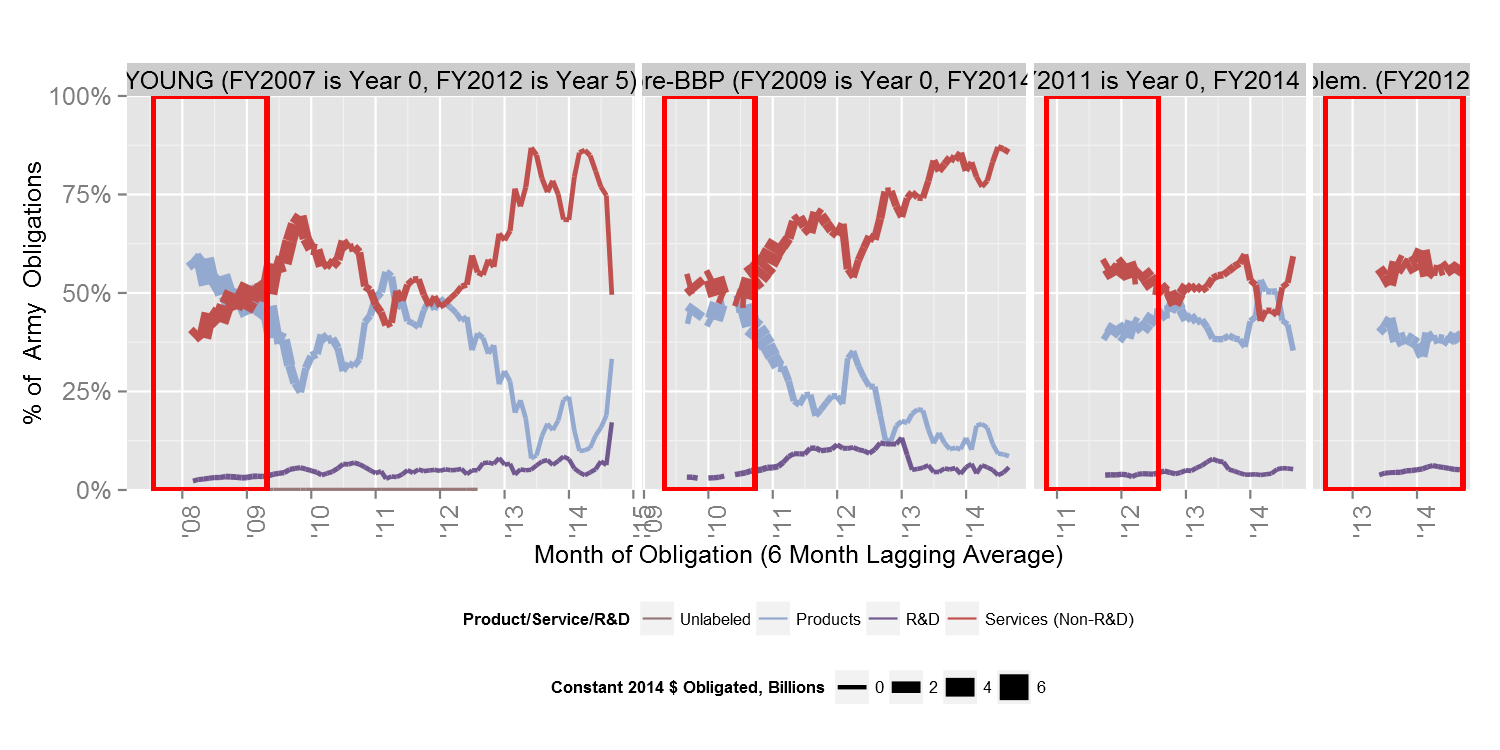 YOUNG (FY2007 is Year 0, FY2012 is Year 5)
re-BBP (FY2009 is Year 0, FY2014
2011 is Year 0, FY2014
lem. (FY2012
100%
75%
50%
25%
0%
% of Army Obligations
'08 '09 '10 '11 '12 '13 '14 '15
'09 '10 '11 '12 '13 '14
'11 '12 '13 '14
'13 '14
Month of Obligation (6 Month Lagging Average)
Product/Service/R&D Unlabeled Products R&D Services (Non-R&D)
Constant 2014 $ Obligated, Billions 0 2 4 6